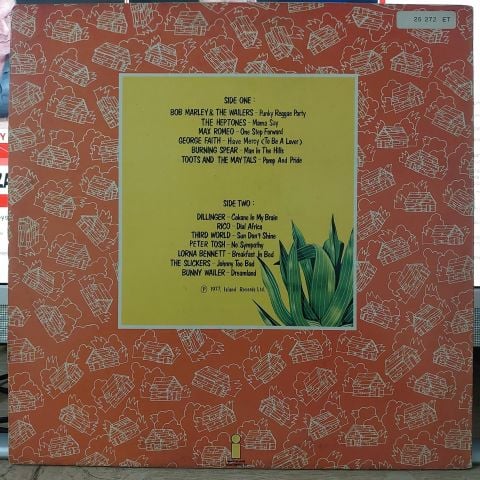 26 272 ET
SIDE ONE:
BOB MARLEY & THE WAILERS - Punky Reggae Party
THE HEPTONES - Mama Say
MAX ROMEO - One Step Forward
GEORGE FAITH - Have Mercy (To Be A Lover)
BURNING SPEAR - Man In The Hills
TOOTS AND THE MAYTALS - Pomp And Pride
SIDE TWO:
DILLINGER - Cokane In My Brain
RICO - Dial Africa
THIRD WORLD - Sun Don't Shine
PETER TOSH - No Sympathy
LORNA BENNETT - Breakfast In Bed
THE SLICKERS - Johnny Too Bad
BUNNY WAILER - Dreamland
℗ 1977, Island Records Ltd.